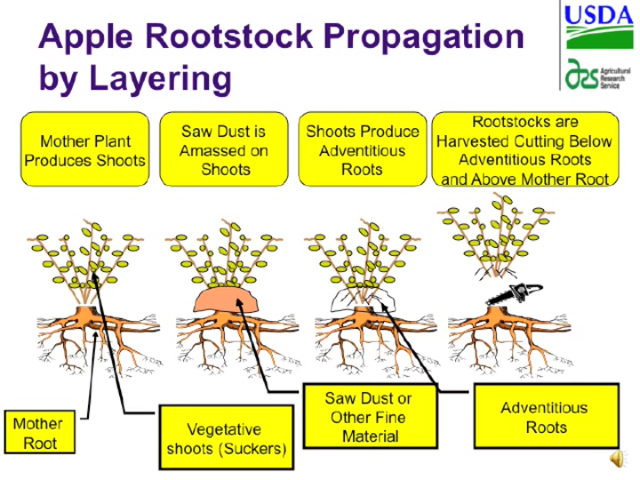 Apple Rootstock Propagation
by Layering
USDA
Agricultural
Research
Service
Mother Plant
Produces Shoots
Saw Dust is
Amassed on
Shoots
Shoots Produce
Adventitious
Roots
Rootstocks are
Harvested Cutting Below
Adventitious Roots
and Above Mother Root
Mother
Root
Vegetative
shoots (Suckers)
Saw Dust or
Other Fine
Material
Adventitious
Roots